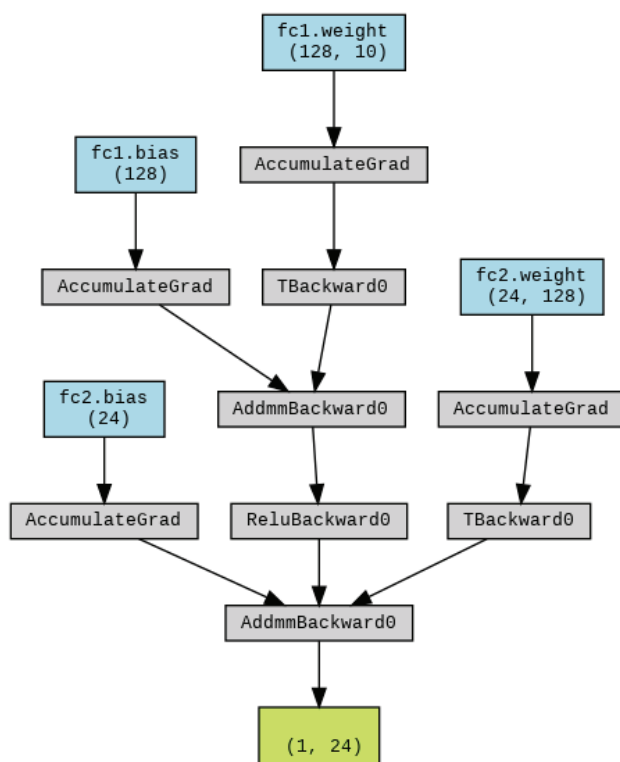 fc1.weight
(128, 10)
fc1.bias
(128)
AccumulateGrad
AccumulateGrad
TBackward0
fc2.weight
(24, 128)
fc2.bias
(24)
AddmmBackward0
AccumulateGrad
AccumulateGrad
ReluBackward0
TBackward0
AddmmBackward0
(1, 24)